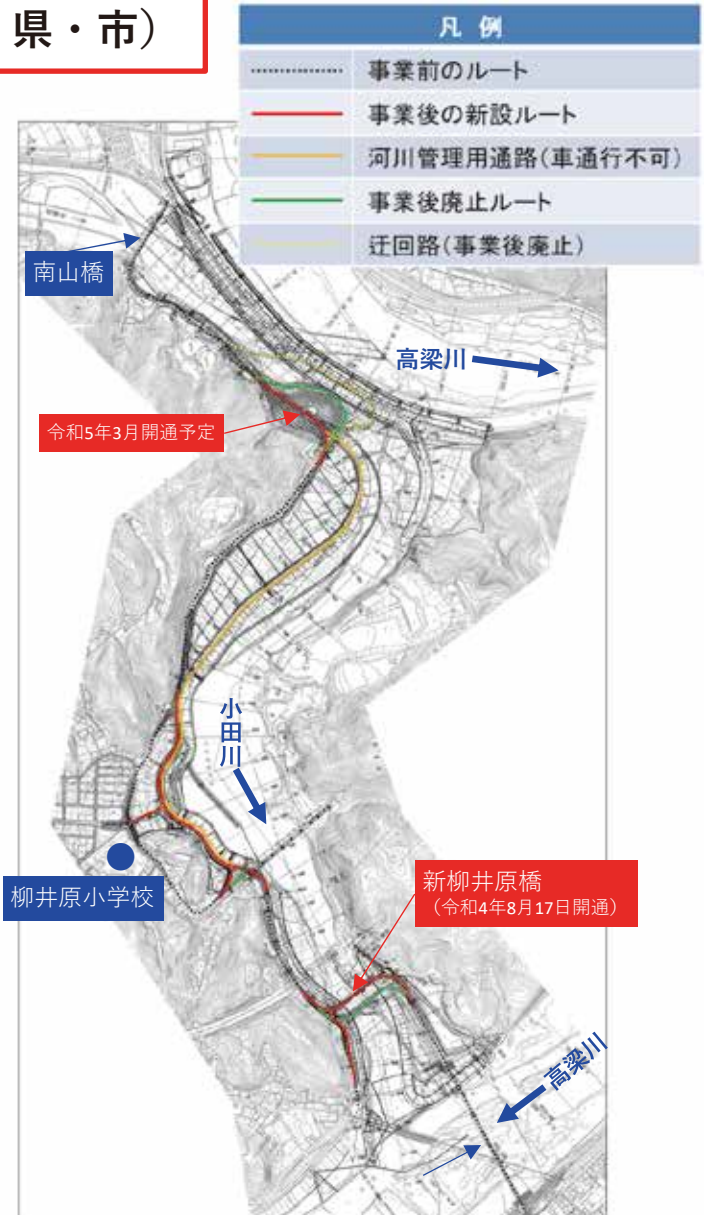 県・市)
凡 例
事業前のルート
事業後の新設ルート
河川管理用通路(車通行不可)
事業後廃止ルート
迂回路(事業後廃止)
南山橋
高梁川
令和5年3月開通予定
小田川
柳井原小学校
新柳井原橋
(令和4年8月17日開通)
高梁川